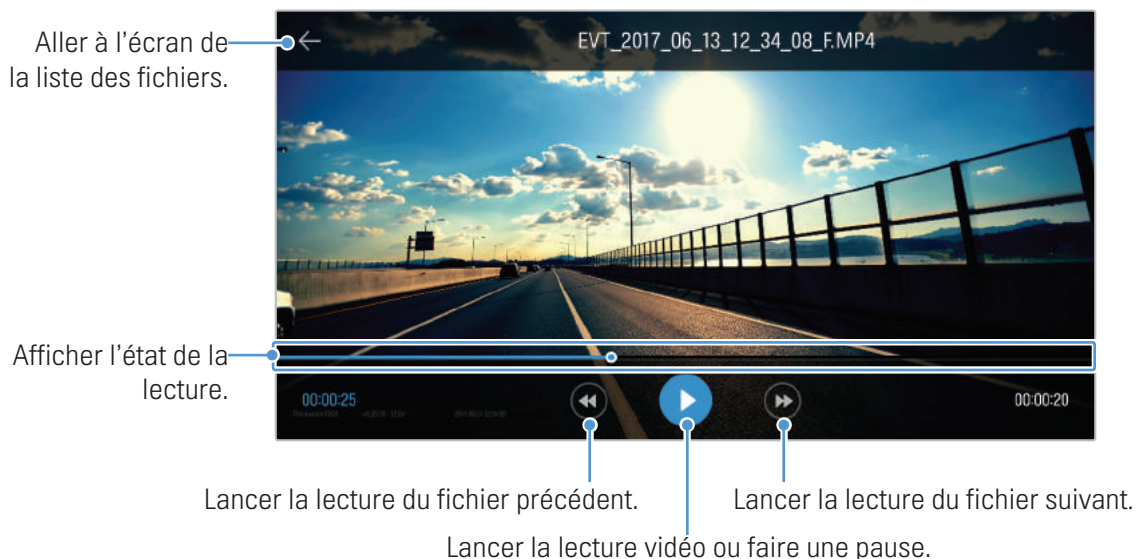 Aller à l'écran de
la liste des fichiers.
EVT_2017_06_13_12_34_08_F.MP4
Afficher l'état de la
lecture.
00:00:25
00:00:20
Lancer la lecture du fichier précédent.
Lancer la lecture du fichier suivant.
Lancer la lecture vidéo ou faire une pause.